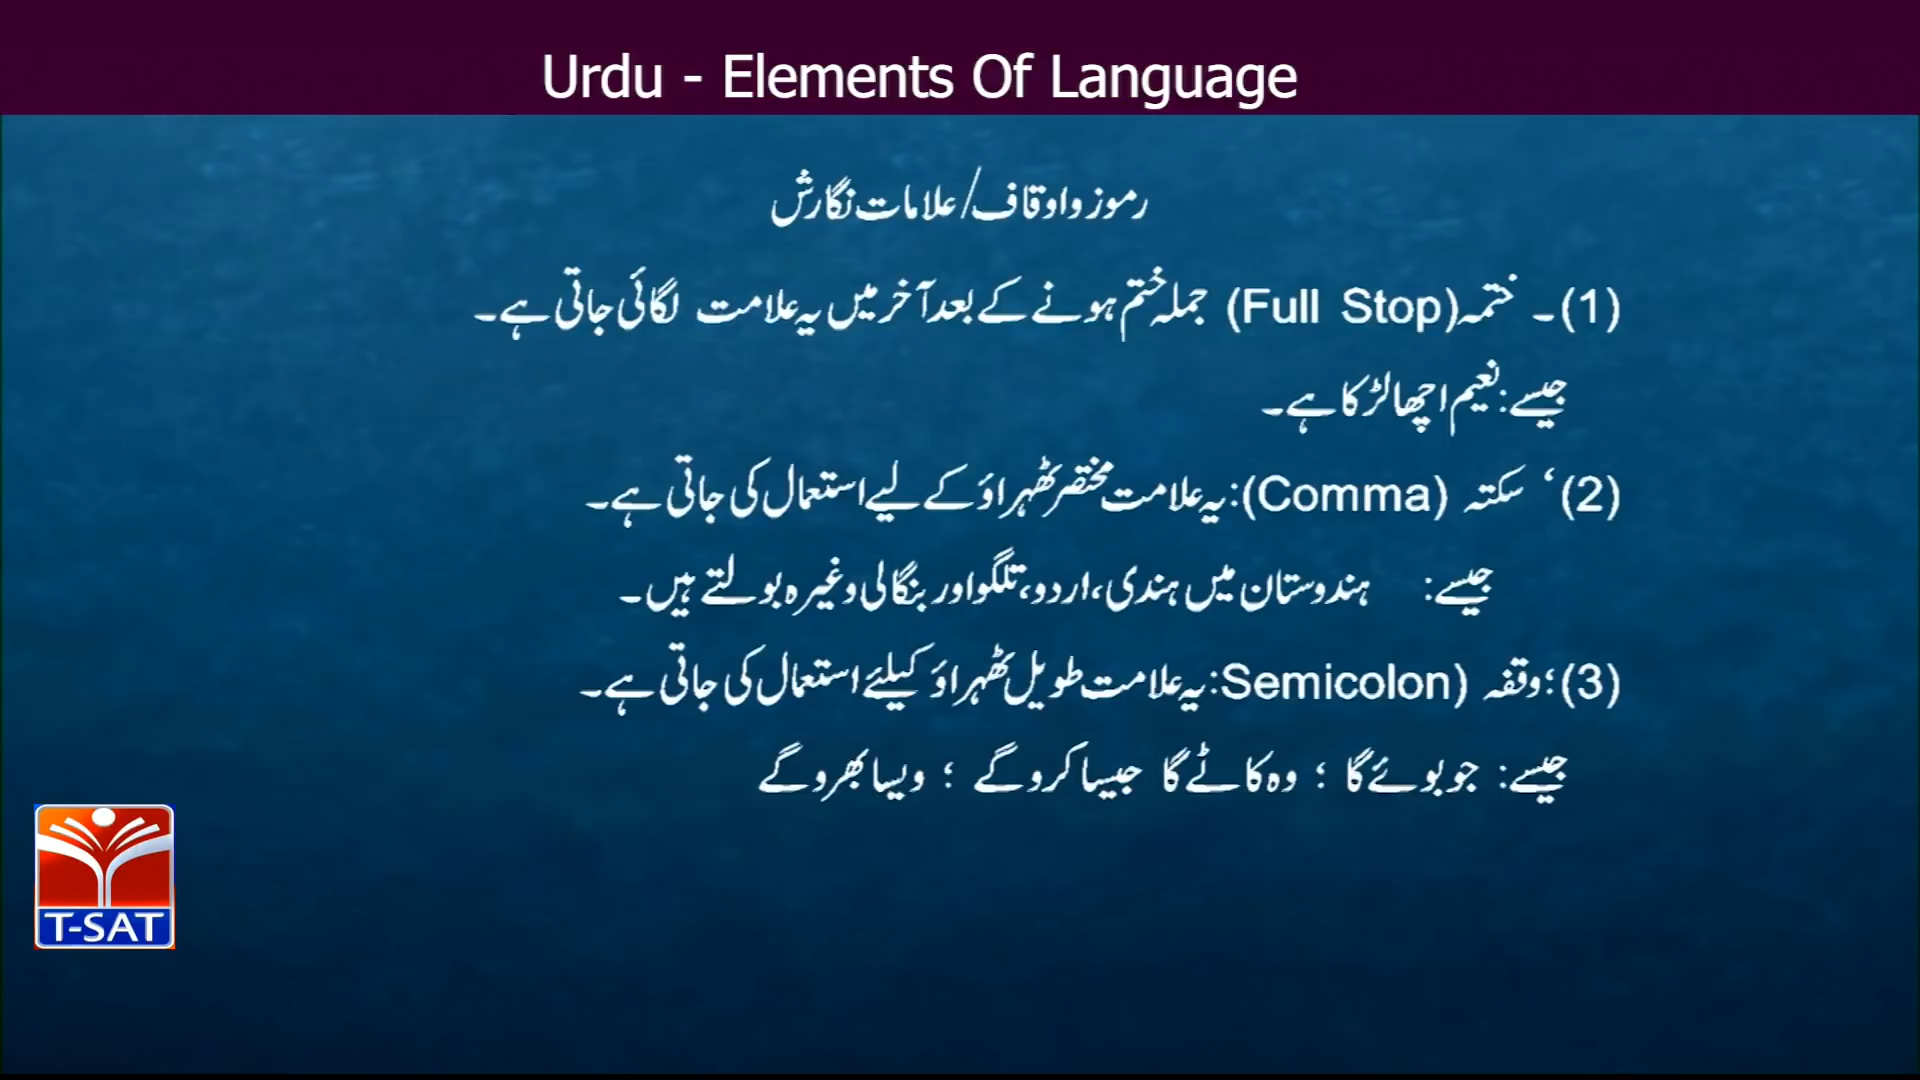 Urdu - Elements Of Language
رموز و اوقاف/علامات نگارش
(1)۔ ختمہ(Full Stop) جملہ ختم ہونے کے بعد آخر میں یہ علامت لگائی جاتی ہے۔
جیسے: نعیم اچھا لڑکا ہے۔
(2)‘ سکتہ (Comma): یہ علامت مختصر ٹھہراؤ کے لیے استعمال کی جاتی ہے۔
جیسے: ہندوستان میں ہندی، اردو، تلگو اور بنگالی وغیرہ بولتے ہیں۔
(3)؛ وقفہ (Semicolon: یہ علامت طویل ٹھہراؤ کیلئے استعمال کی جاتی ہے۔
جیسے: جو بوئے گا ؛ وہ کاٹے گا جیسا کروگے ؛ ویسا بھروگے
T-SAT